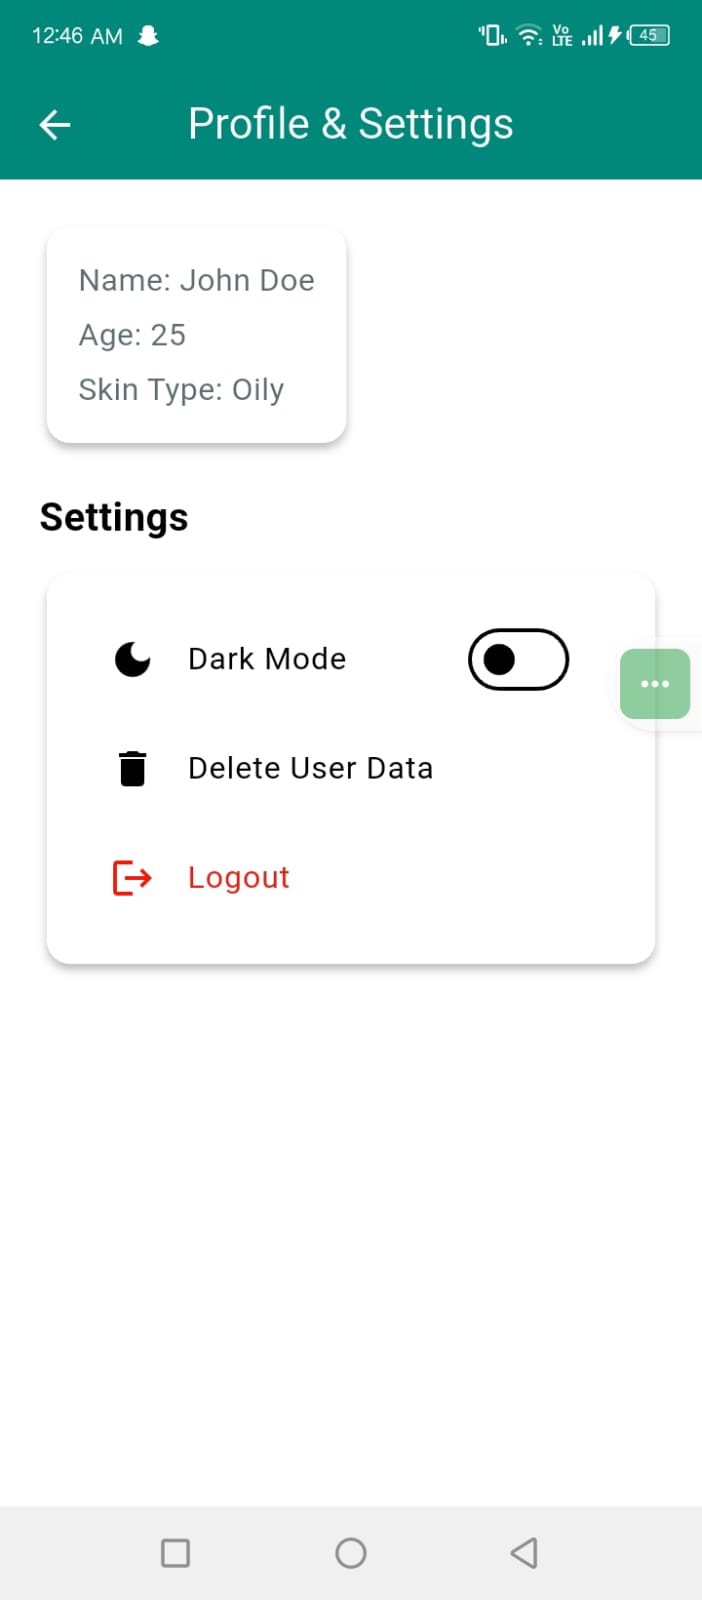 12:46 AM
Vo
LTE
45
Profile & Settings
Name: John Doe
Age: 25
Skin Type: Oily
Settings
Dark Mode
Delete User Data
Logout